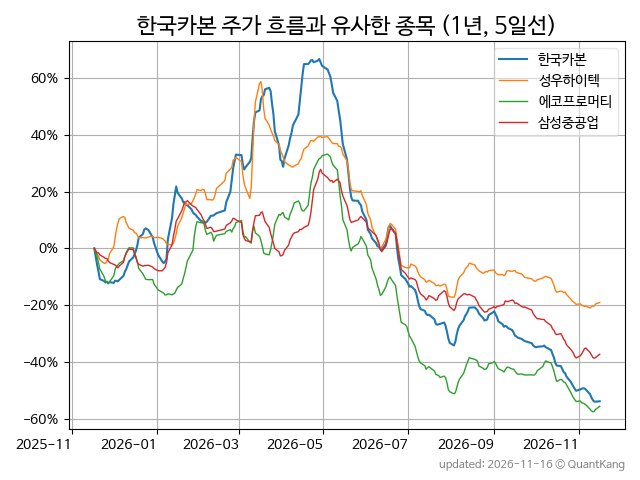 한국카본 주가 흐름과 유사한 종목 (1년, 5일선)
한국카본
성우하이텍
에코프로머티
삼성중공업
60%
40%
20%
0%
−20%
−40%
−60%
2025-11 2026-01 2026-03 2026-05 2026-07 2026-09 2026-11
updated: 2026-11-16 © QuantKang